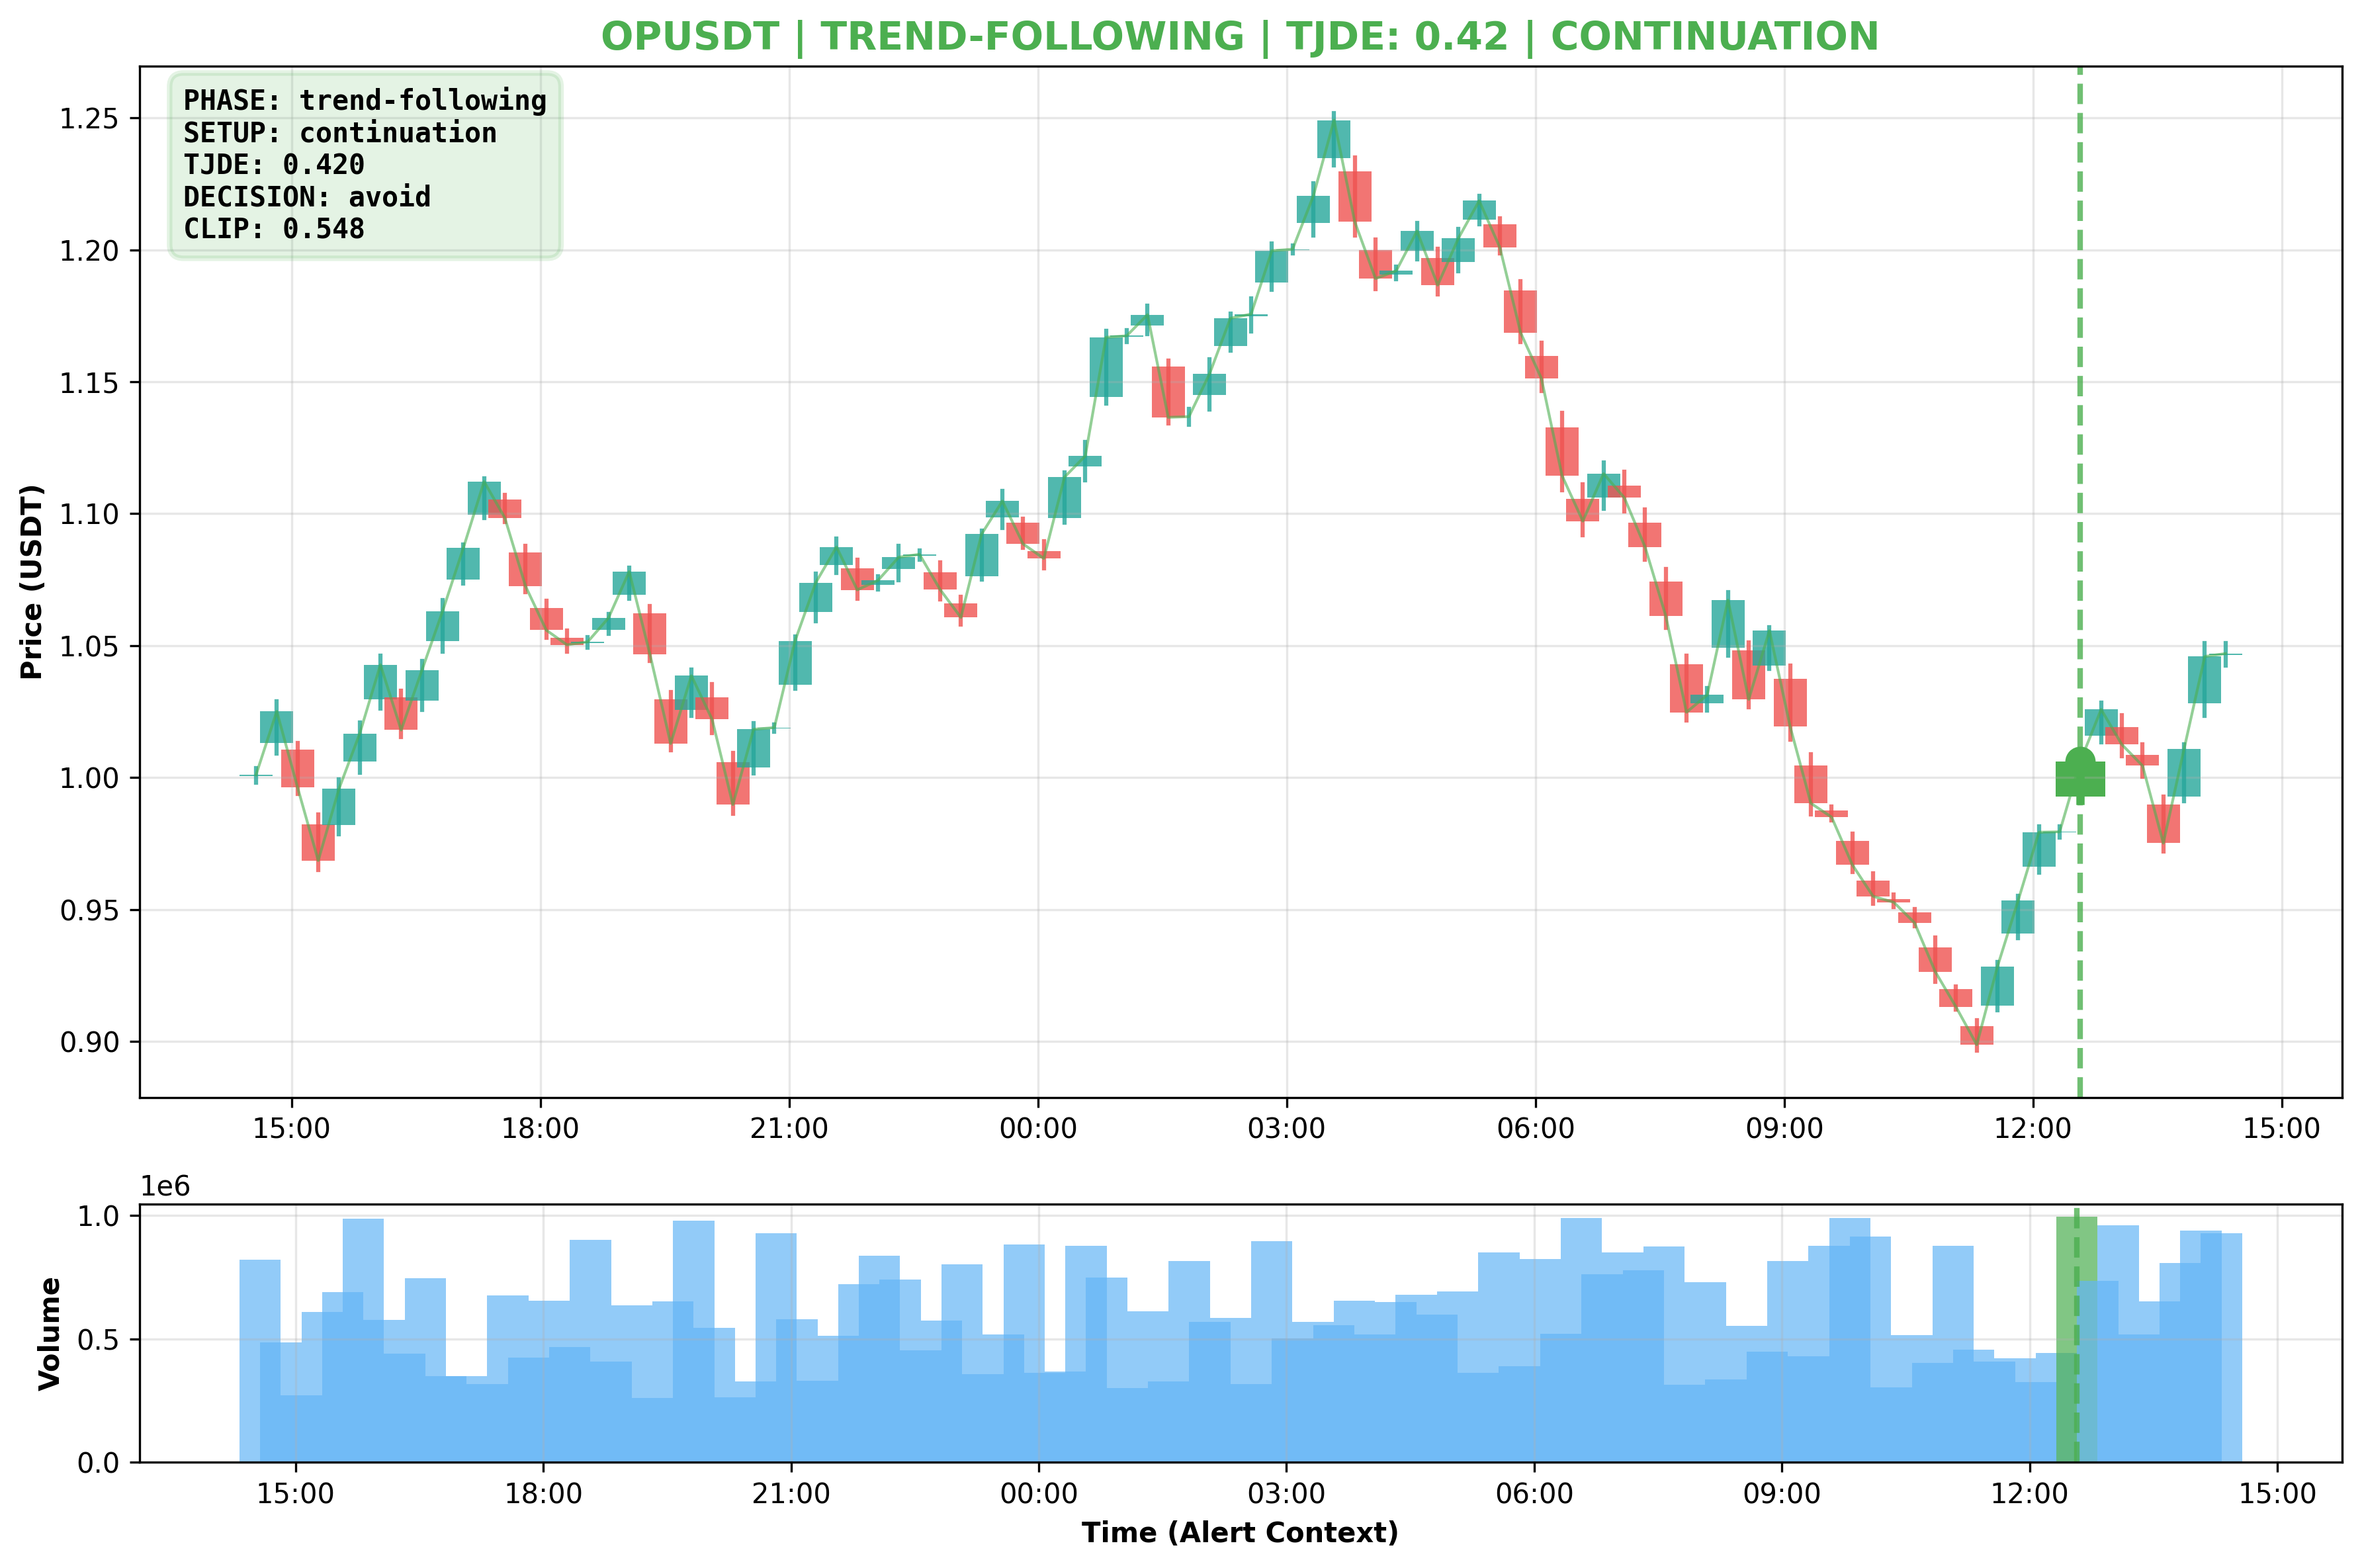 OPUSDT | TREND-FOLLOWING | TJDE: 0.42 | CONTINUATION
PHASE: trend-following
SETUP: continuation
TJDE: 0.420
DECISION: avoid
CLIP: 0.548
Price (USDT)
1.25
1.20
1.15
1.10
1.05
1.00
0.95
0.90
15:00 18:00 21:00 00:00 03:00 06:00 09:00 12:00 15:00
1e6
Volume
1.0
0.5
0.0
15:00 18:00 21:00 00:00 03:00 06:00 09:00 12:00 15:00
Time (Alert Context)